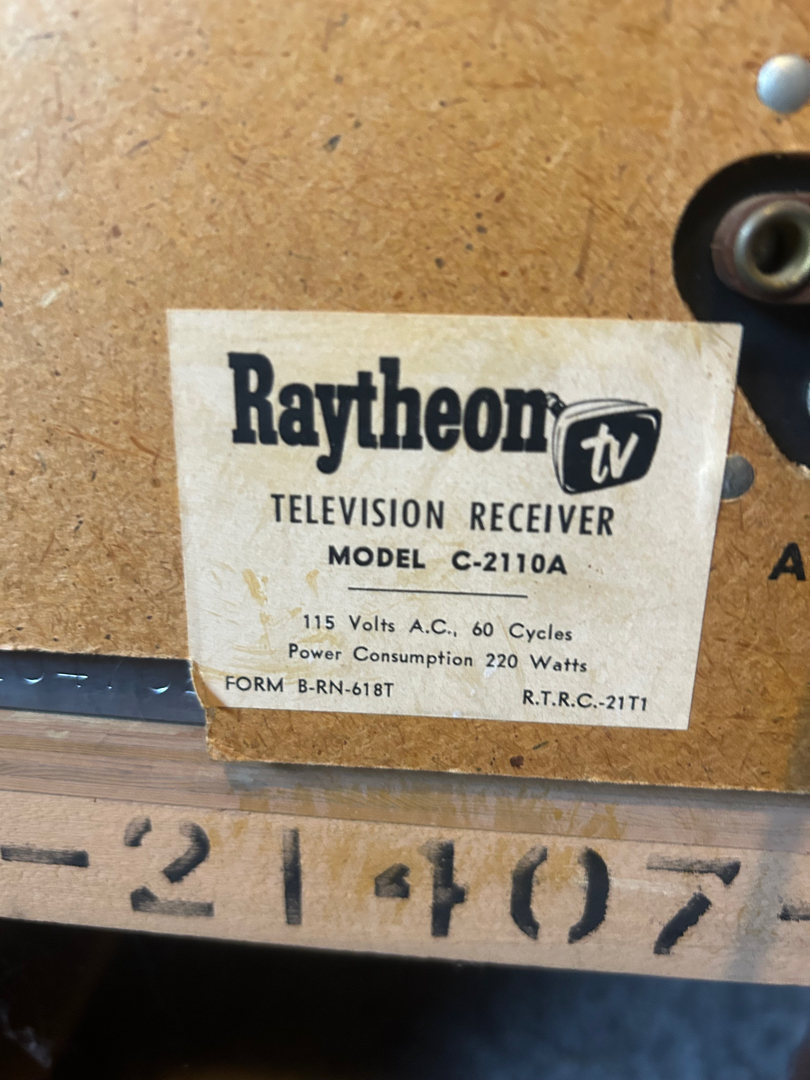 Raytheon tv
TELEVISION RECEIVER
MODEL C-2110A
115 Volts A.C., 60 Cycles
Power Consumption 220 Watts
FORM B-RN-618T R.T.R.C.-21T1
A
-21407-